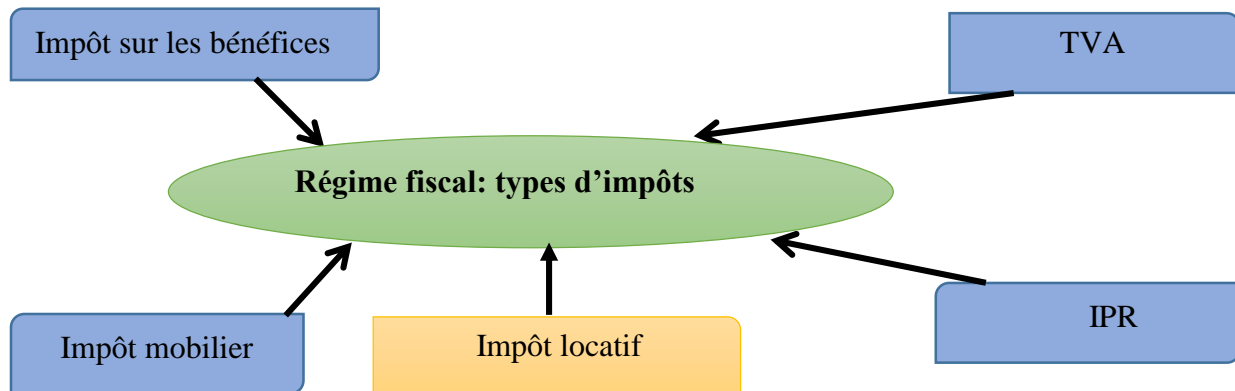 Impôt sur les bénéfices
TVA
Régime fiscal: types d’impôts
Impôt mobilier
Impôt locatif
IPR